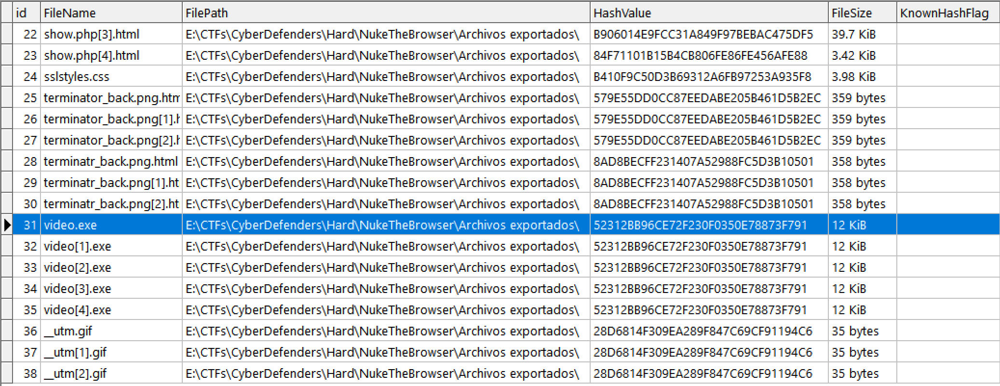 id FileName FilePath HashValue FileSize KnownHashFlag
22 show.php[3].html E:\CTFs\CyberDefenders\Hard\NukeTheBrowser\Archivos exportados\ B906014E9FCC31A849F97BEBAC475DF5 39.7 KiB
23 show.php[4].html E:\CTFs\CyberDefenders\Hard\NukeTheBrowser\Archivos exportados\ 84F71101B15B4CB806FE86FE456AFE88 3.42 KiB
24 sslstyles.css E:\CTFs\CyberDefenders\Hard\NukeTheBrowser\Archivos exportados\ B410F9C50D3B69312A6FB97253A935F8 3.98 KiB
25 terminator_back.png.htm E:\CTFs\CyberDefenders\Hard\NukeTheBrowser\Archivos exportados\ 579E55DD0CC87EEDABE205B461D5B2EC 359 bytes
26 terminator_back.png[1].h E:\CTFs\CyberDefenders\Hard\NukeTheBrowser\Archivos exportados\ 579E55DD0CC87EEDABE205B461D5B2EC 359 bytes
27 terminator_back.png[2].h E:\CTFs\CyberDefenders\Hard\NukeTheBrowser\Archivos exportados\ 579E55DD0CC87EEDABE205B461D5B2EC 359 bytes
28 terminatr_back.png.html E:\CTFs\CyberDefenders\Hard\NukeTheBrowser\Archivos exportados\ 8AD8BECFF231407A52988FC5D3B10501 358 bytes
29 terminatr_back.png[1].ht E:\CTFs\CyberDefenders\Hard\NukeTheBrowser\Archivos exportados\ 8AD8BECFF231407A52988FC5D3B10501 358 bytes
30 terminatr_back.png[2].ht E:\CTFs\CyberDefenders\Hard\NukeTheBrowser\Archivos exportados\ 8AD8BECFF231407A52988FC5D3B10501 358 bytes
31 video.exe E:\CTFs\CyberDefenders\Hard\NukeTheBrowser\Archivos exportados\ 52312BB96CE72F230F0350E78873F791 12 KiB
32 video[1].exe E:\CTFs\CyberDefenders\Hard\NukeTheBrowser\Archivos exportados\ 52312BB96CE72F230F0350E78873F791 12 KiB
33 video[2].exe E:\CTFs\CyberDefenders\Hard\NukeTheBrowser\Archivos exportados\ 52312BB96CE72F230F0350E78873F791 12 KiB
34 video[3].exe E:\CTFs\CyberDefenders\Hard\NukeTheBrowser\Archivos exportados\ 52312BB96CE72F230F0350E78873F791 12 KiB
35 video[4].exe E:\CTFs\CyberDefenders\Hard\NukeTheBrowser\Archivos exportados\ 52312BB96CE72F230F0350E78873F791 12 KiB
36 __utm.gif E:\CTFs\CyberDefenders\Hard\NukeTheBrowser\Archivos exportados\ 28D6814F309EA289F847C69CF91194C6 35 bytes
37 __utm[1].gif E:\CTFs\CyberDefenders\Hard\NukeTheBrowser\Archivos exportados\ 28D6814F309EA289F847C69CF91194C6 35 bytes
38 __utm[2].gif E:\CTFs\CyberDefenders\Hard\NukeTheBrowser\Archivos exportados\ 28D6814F309EA289F847C69CF91194C6 35 bytes